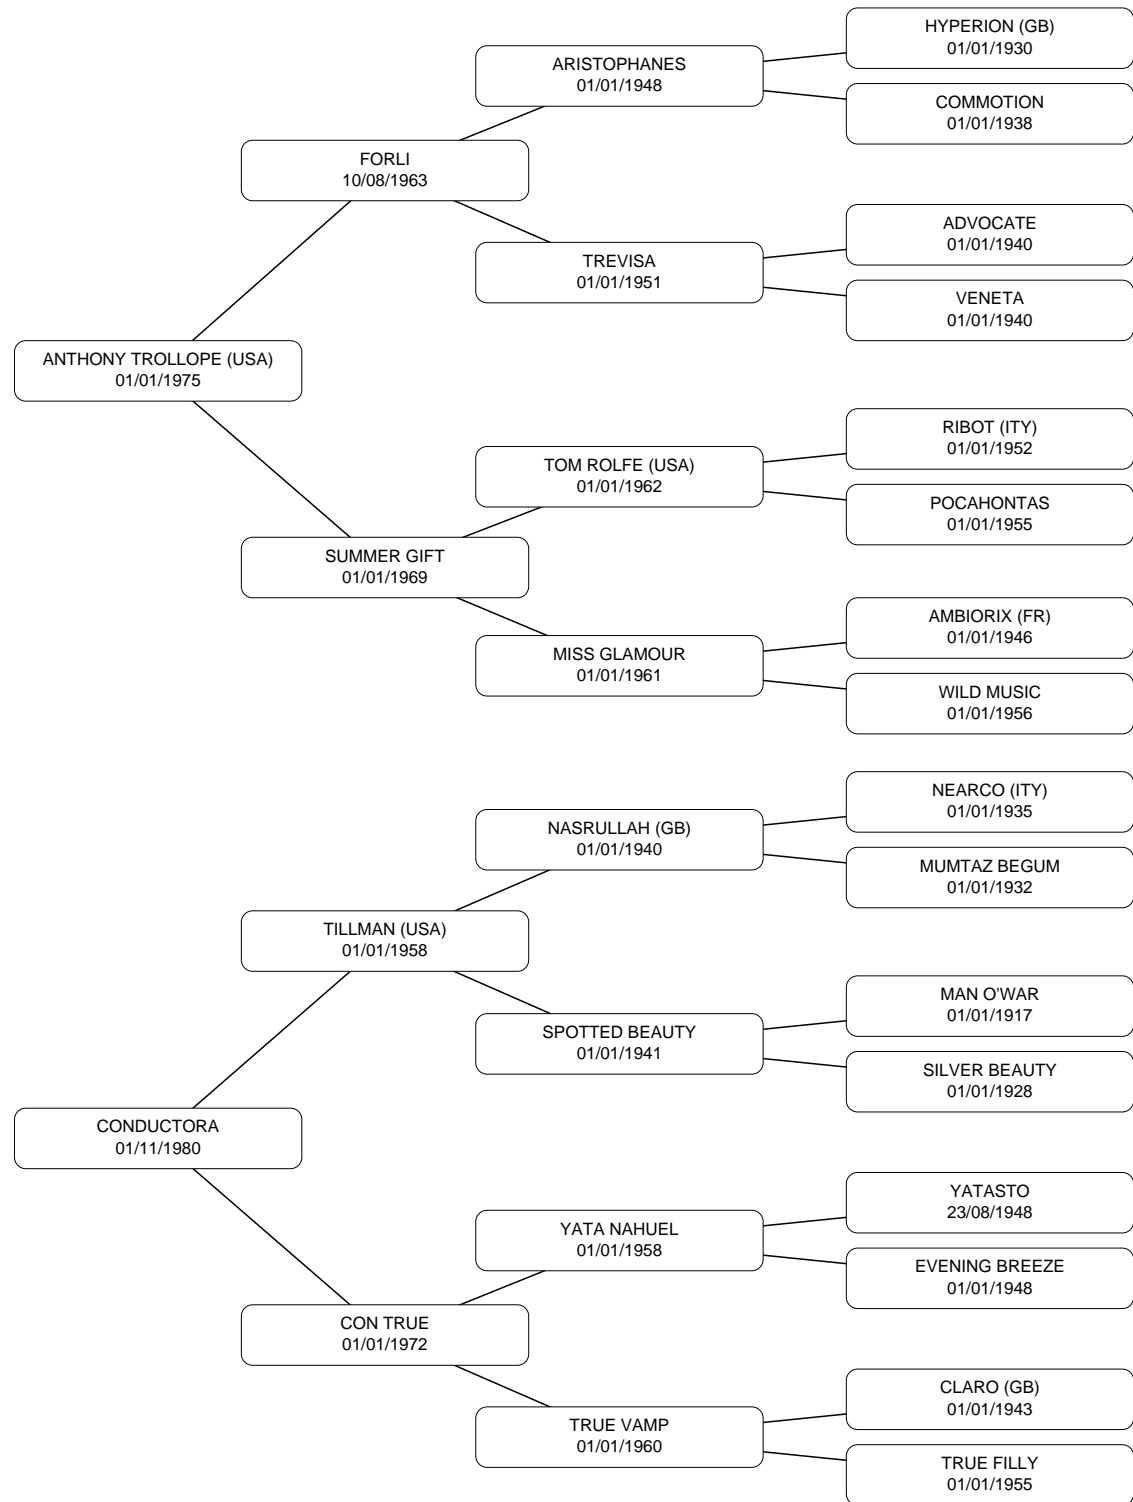 HYPERION (GB)
01/01/1930
ARISTOPHANES
01/01/1948
COMMOTION
01/01/1938
FORLI
10/08/1963
ADVOCATE
01/01/1940
TREVISA
01/01/1951
VENETA
01/01/1940
ANTHONY TROLLOPE (USA)
01/01/1975
RIBOT (ITY)
01/01/1952
TOM ROLFE (USA)
01/01/1962
POCAHONTAS
01/01/1955
SUMMER GIFT
01/01/1969
AMBIORIX (FR)
01/01/1946
MISS GLAMOUR
01/01/1961
WILD MUSIC
01/01/1956
NEARCO (ITY)
01/01/1935
NASRULLAH (GB)
01/01/1940
MUMTAZ BEGUM
01/01/1932
TILLMAN (USA)
01/01/1958
MAN O'WAR
01/01/1917
SPOTTED BEAUTY
01/01/1941
SILVER BEAUTY
01/01/1928
CONDUCTORA
01/11/1980
YATASTO
23/08/1948
YATA NAHUEL
01/01/1958
EVENING BREEZE
01/01/1948
CON TRUE
01/01/1972
CLARO (GB)
01/01/1943
TRUE VAMP
01/01/1960
TRUE FILLY
01/01/1955